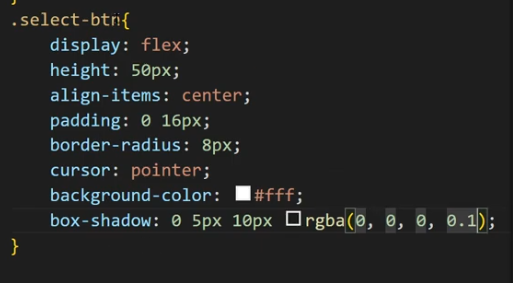 }
.select-btn{
display: flex;
height: 50px;
align-items: center;
padding: 0 16px;
border-radius: 8px;
cursor: pointer;
background-color: #fff;
box-shadow: 0 5px 10px rgba(0, 0, 0, 0.1);
}